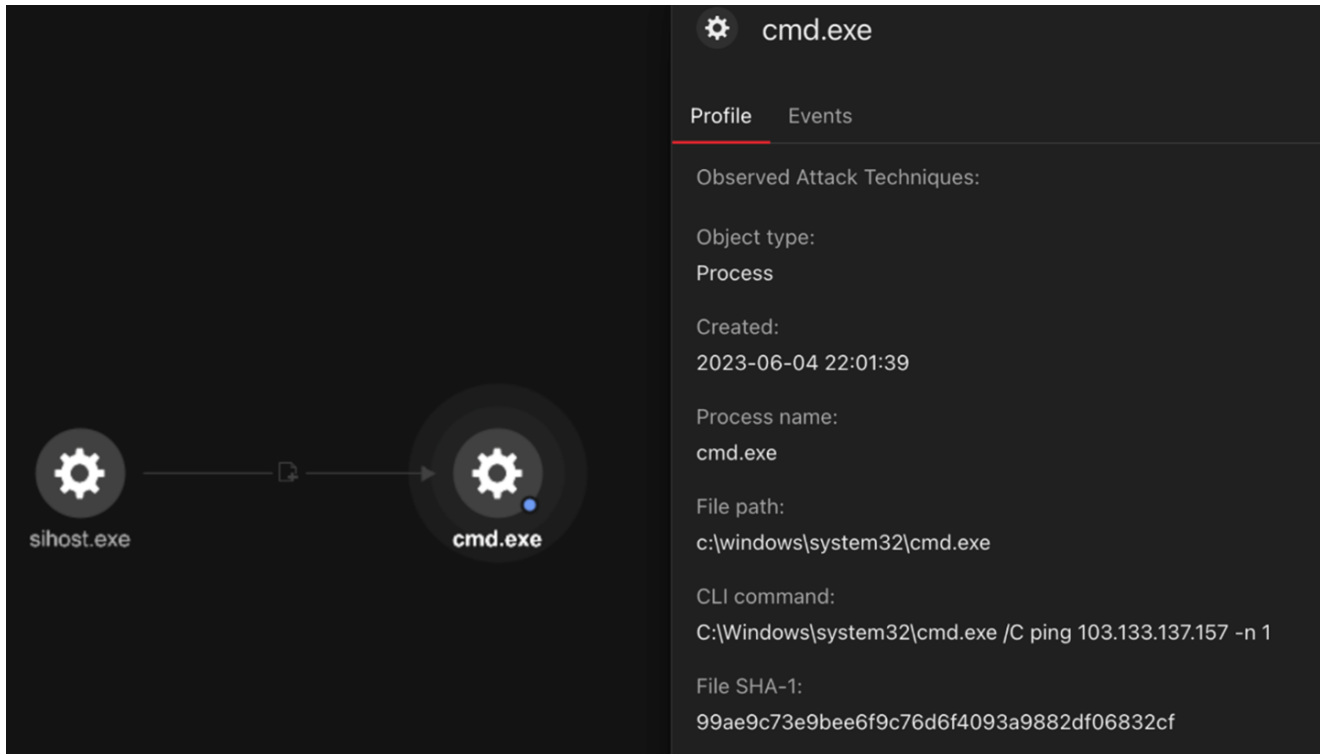 cmd.exe
Profile Events
Observed Attack Techniques:
Object type:
Process
Created:
2023-06-04 22:01:39
Process name:
cmd.exe
File path:
c:\windows\system32\cmd.exe
CLI command:
C:\Windows\system32\cmd.exe /C ping 103.133.137.157 -n 1
File SHA-1:
99ae9c73e9bee6f9c76d6f4093a9882df06832cf
sihost.exe
cmd.exe